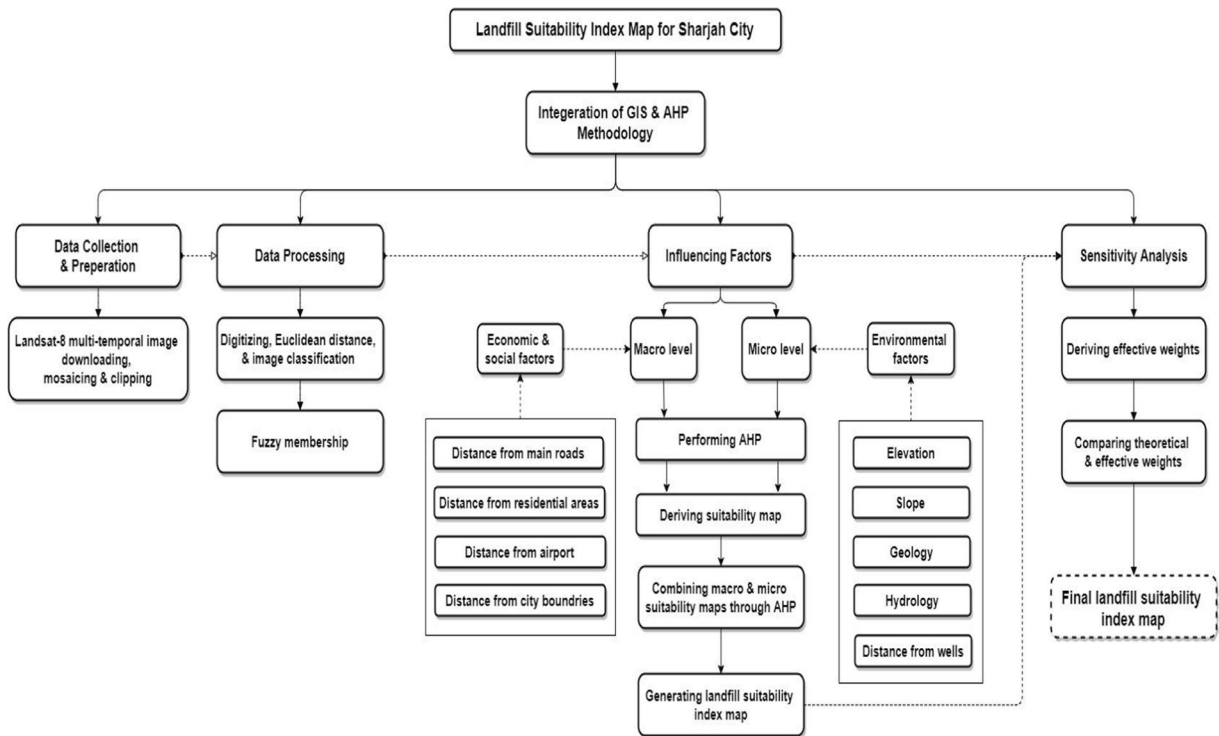 Landfill Suitability Index Map for Sharjah City
Integeration of GIS & AHP
Methodology
Data Collection
& Preperation
Data Processing
Influencing Factors
Sensitivity Analysis
Landsat-8 multi-temporal image
downloading,
mosaicing & clipping
Digitizing, Euclidean distance,
& image classification
Fuzzy membership
Economic &
social factors
Macro level
Micro level
Environmental
factors
Distance from main roads
Distance from residential areas
Distance from airport
Distance from city boundries
Performing AHP
Deriving suitability map
Combining macro & micro
suitability maps through AHP
Generating landfill suitability
index map
Elevation
Slope
Geology
Hydrology
Distance from wells
Deriving effective weights
Comparing theoretical
& effective weights
Final landfill suitability
index map